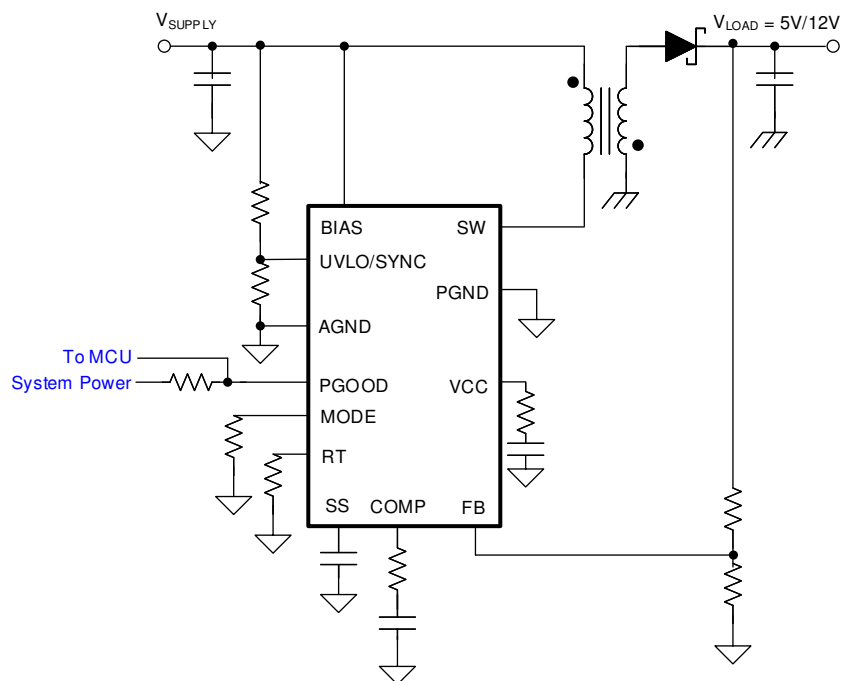 VSUPPLY
VLOAD = 5V/12V
BIAS
SW
UVLO/SYNC
PGND
AGND
To MCU
System Power
PGOOD
VCC
MODE
RT
SS
COMP
FB